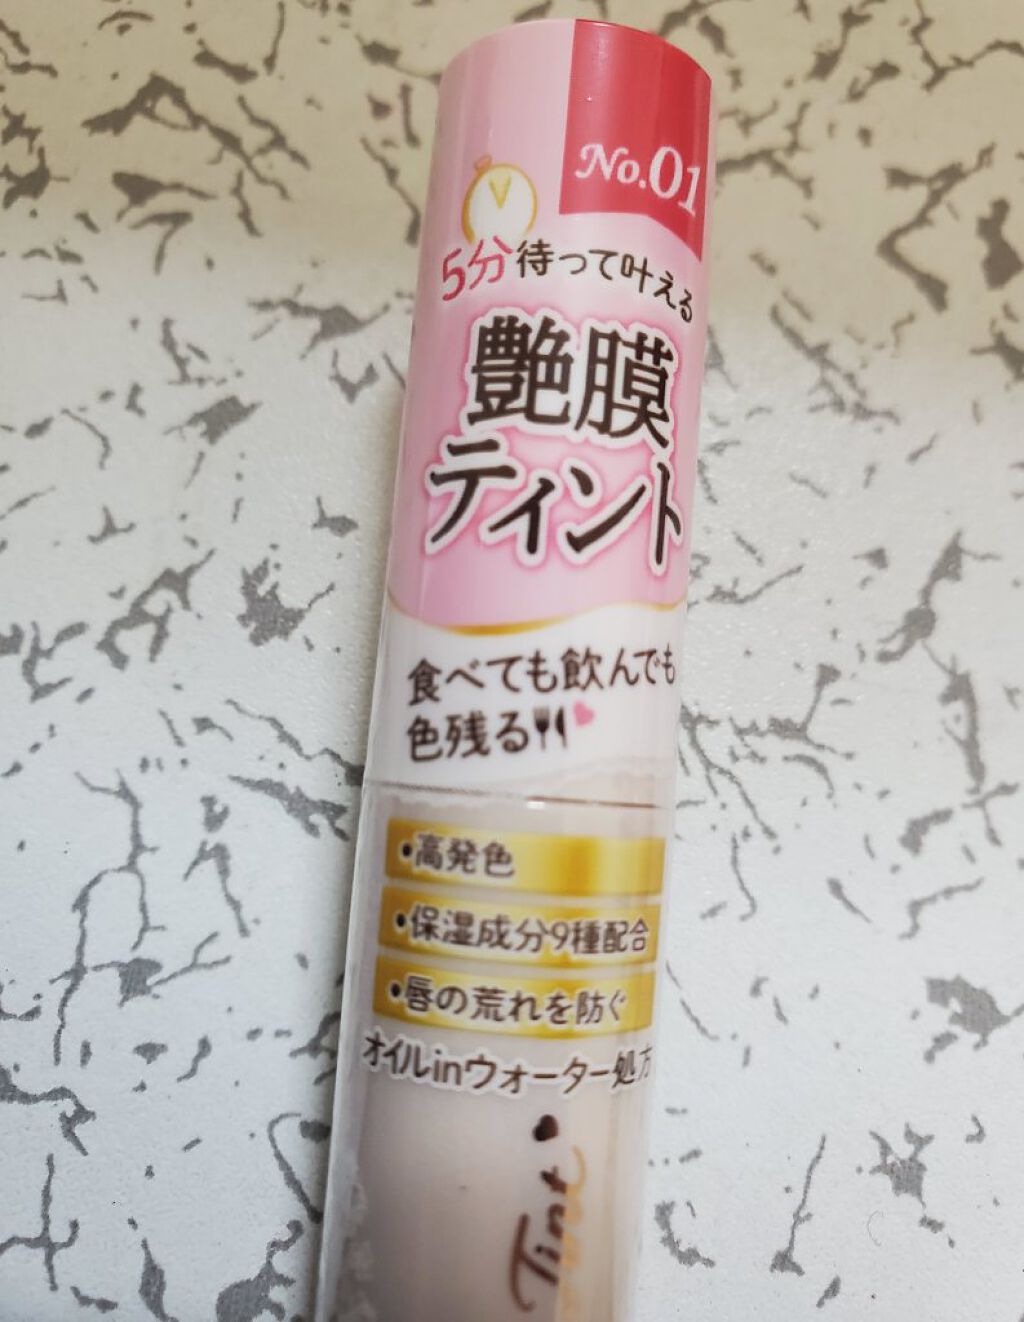 No.01
5分待って叶える
艶膜
ティント
食べても飲んでも
色残る
•高発色
•保湿成分9種配合
•唇の荒れを防ぐ
オイルinウォーター処方
Tint